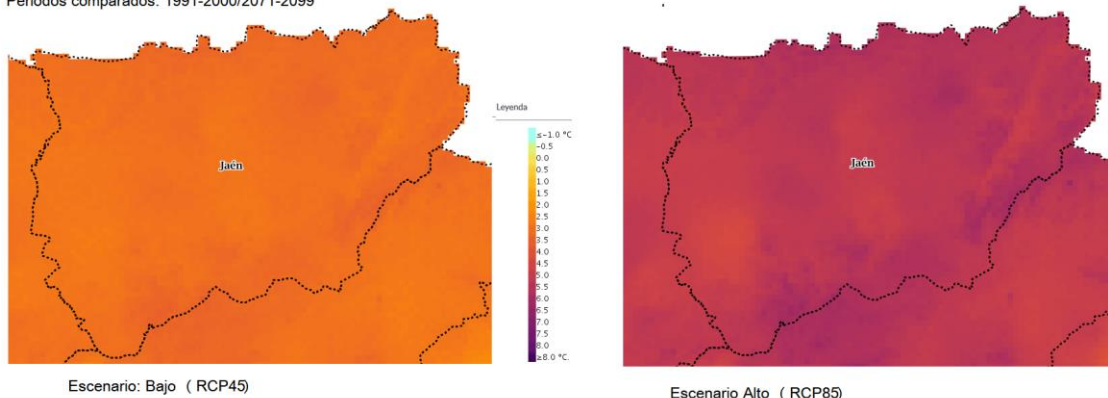 Periodos comparados: 1991-2000/2071-2099
Leyenda
≤−1.0 °C
−0.5
0.0
0.5
1.0
1.5
2.0
2.5
3.0
3.5
4.0
4.5
5.0
5.5
6.0
6.5
7.0
7.5
8.0
≥8.0 °C.
Jaén
Jaén
Escenario: Bajo ( RCP45)
Escenario Alto ( RCP85)